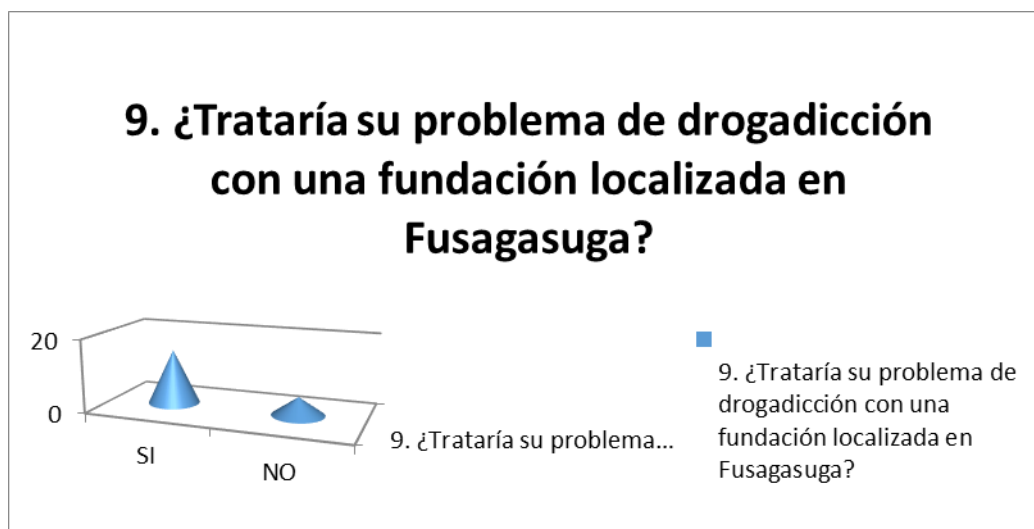 9. ¿Trataría su problema de drogadicción
con una fundación localizada en
Fusagasuga?
20
0
SI
NO
9. ¿Trataría su problema...
9. ¿Trataría su problema de
drogadicción con una
fundación localizada en
Fusagasuga?